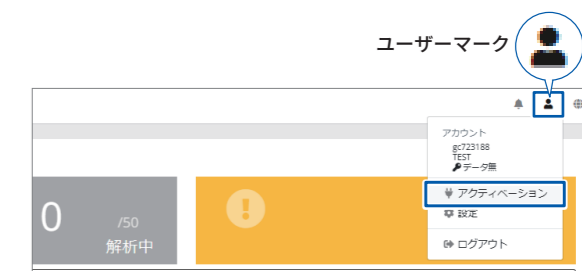 ユーザーマーク
アカウント
gc723188
TEST
データ無
アクティベーション
設定
ログアウト
0 /50
解析中